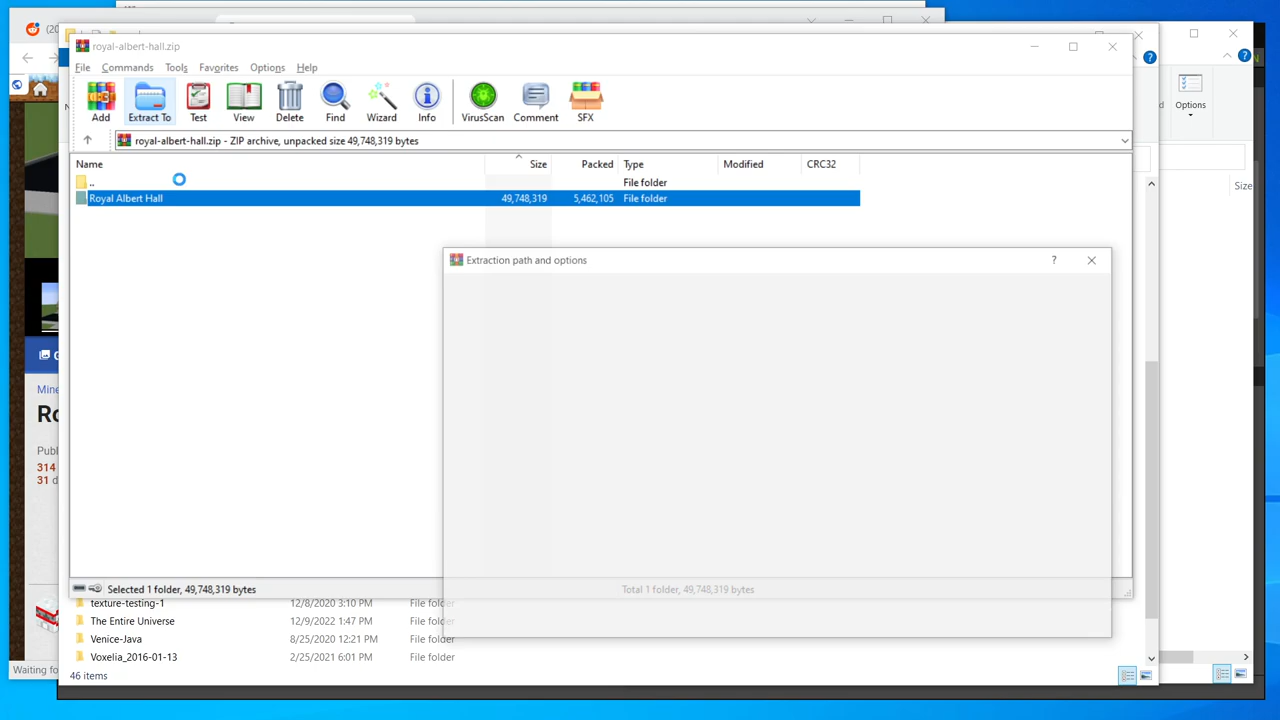 (20
royal-albert-hall.zip
File Commands Tools Favorites Options Help
Add Extract To Test View Delete Find Wizard Info VirusScan Comment SFX
Options
royal-albert-hall.zip - ZIP archive, unpacked size 49,748,319 bytes
Name Size Packed Type Modified CRC32
Size
.. File folder
Royal Albert Hall 49,748,319 5,462,105 File folder
Extraction path and options
Mine
Ro
Publ
314
31 d
Selected 1 folder, 49,748,319 bytes
Total 1 folder, 49,748,319 bytes
texture-testing-1 12/8/2020 3:10 PM File folder
The Entire Universe 12/9/2022 1:47 PM File folder
Venice-Java 8/25/2020 12:21 PM File folder
Voxelia_2016-01-13 2/25/2021 6:01 PM File folder
Waiting fo
46 items